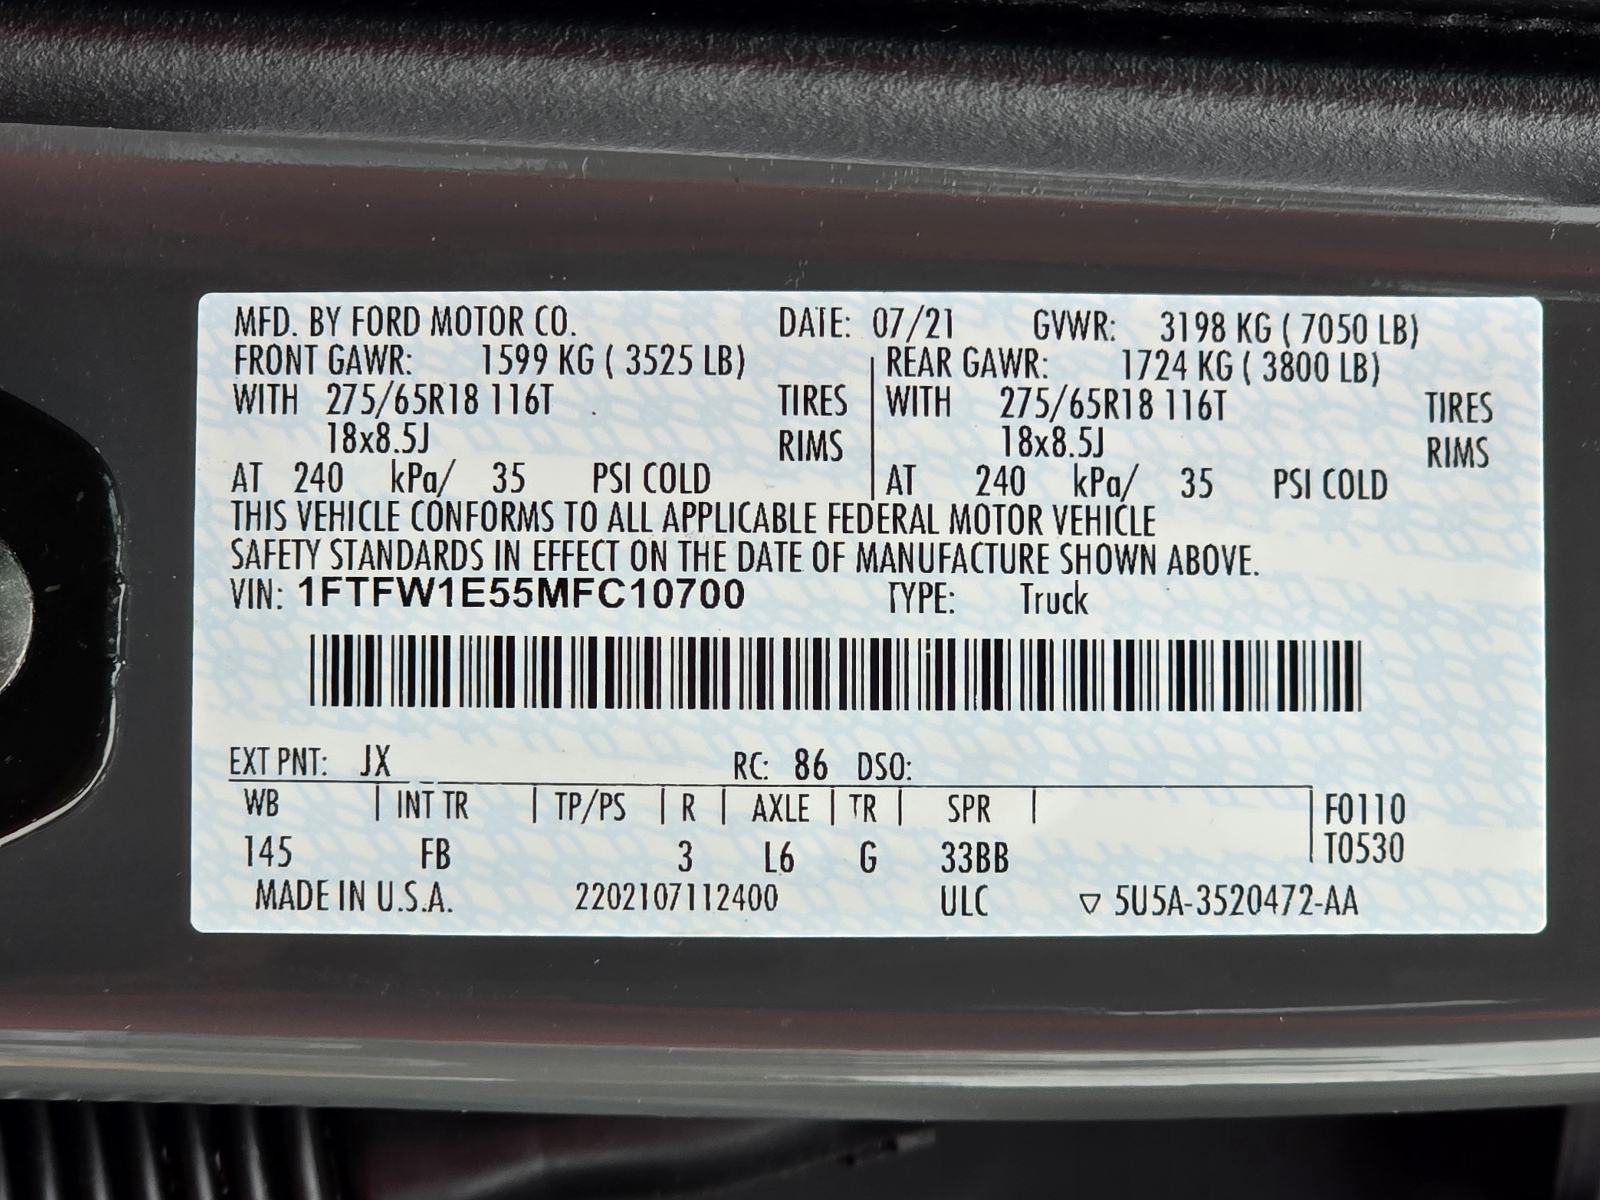 MFD. BY FORD MOTOR CO. DATE: 07/21 GVWR: 3198 KG ( 7050 LB)
FRONT GAWR: 1599 KG ( 3525 LB) REAR GAWR: 1724 KG ( 3800 LB)
WITH 275/65R18 116T TIRES WITH 275/65R18 116T TIRES
18x8.5J RIMS 18x8.5J RIMS
AT 240 kPa/ 35 PSI COLD AT 240 kPa/ 35 PSI COLD
THIS VEHICLE CONFORMS TO ALL APPLICABLE FEDERAL MOTOR VEHICLE
SAFETY STANDARDS IN EFFECT ON THE DATE OF MANUFACTURE SHOWN ABOVE.
VIN: 1FTFW1E55MFC10700 TYPE: Truck
EXT PNT: JX RC: 86 DSO:
WB INT TR TP/PS R AXLE TR SPR F0110
145 FB 3 L6 G 33BB T0530
MADE IN U.S.A. 2202107112400 ULC ▽ 5U5A-3520472-AA